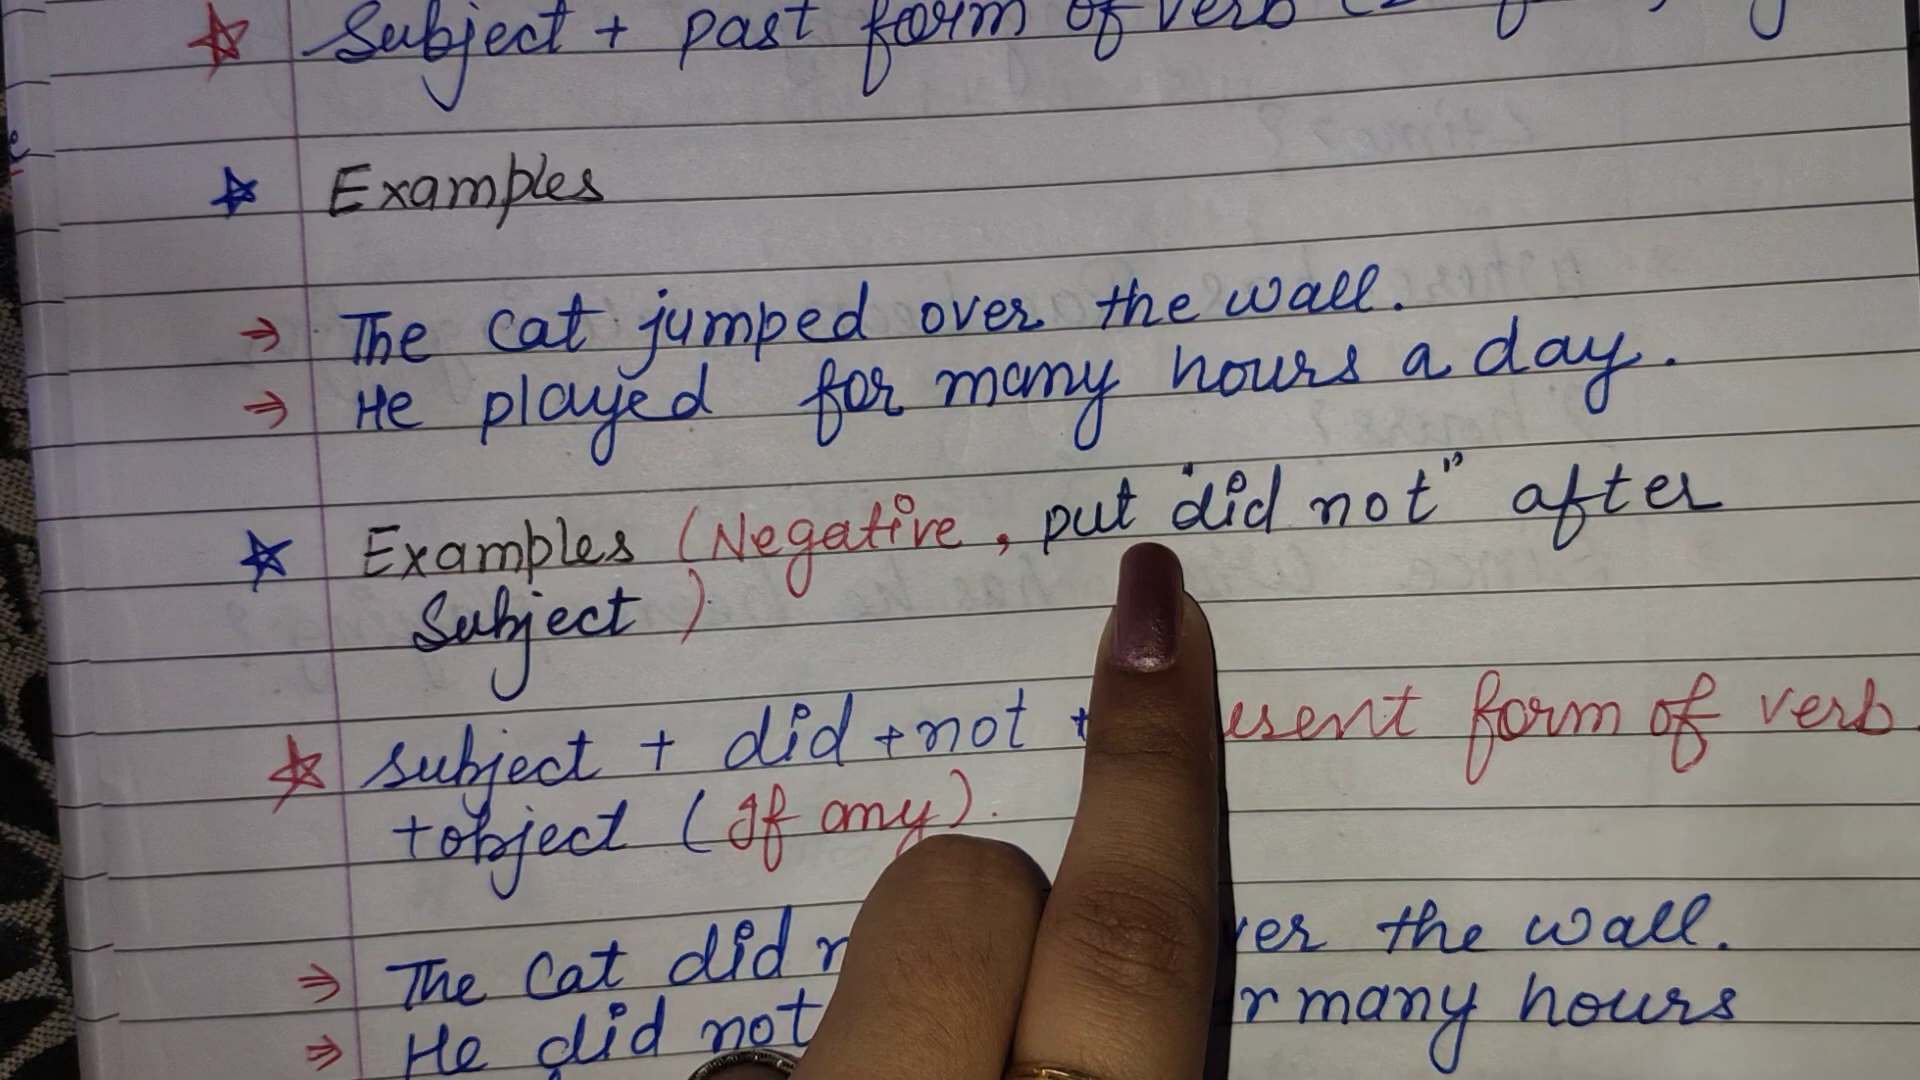 Subject + past form of verb
Examples
The cat jumped over the wall.
He played for many hours a day.
Examples (Negative, put "did not" after
Subject).
subject + did + not + form of verb
+ object (If any).
The cat did the wall.
He did not many hours